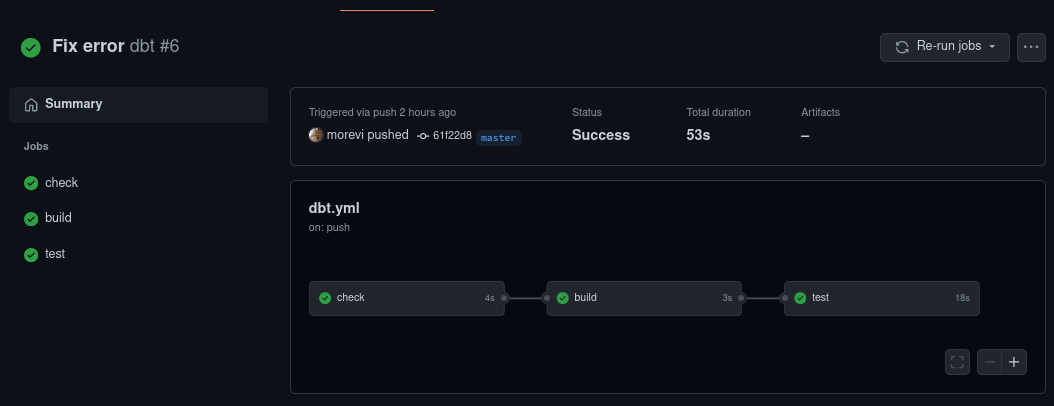 Fix error dbt #6
Re-run jobs
Summary
Jobs
check
build
test
Triggered via push 2 hours ago
morevi pushed 61f22d8 master
Status
Success
Total duration
53s
Artifacts
–
dbt.yml
on: push
check 4s
build 3s
test 18s